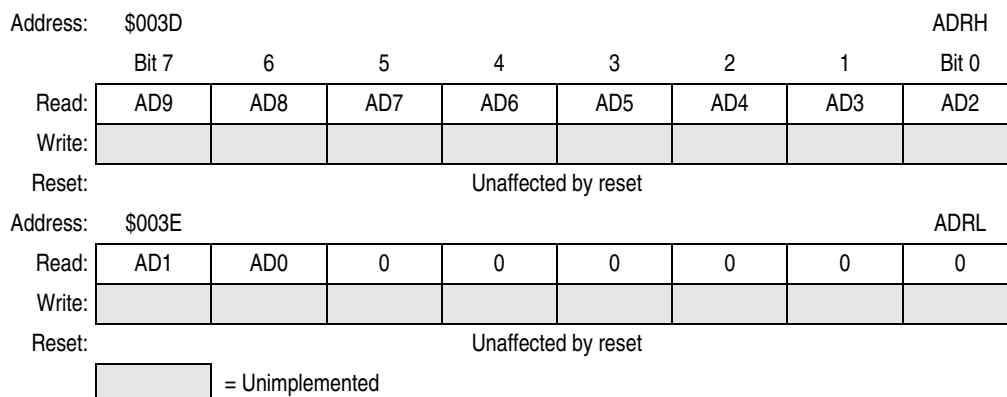 Address: $003D ADRH
Bit 7 6 5 4 3 2 1 Bit 0
Read: AD9 AD8 AD7 AD6 AD5 AD4 AD3 AD2
Write:
Reset: Unaffected by reset
Address: $003E ADRL
Read: AD1 AD0 0 0 0 0 0 0
Write:
Reset: Unaffected by reset
= Unimplemented